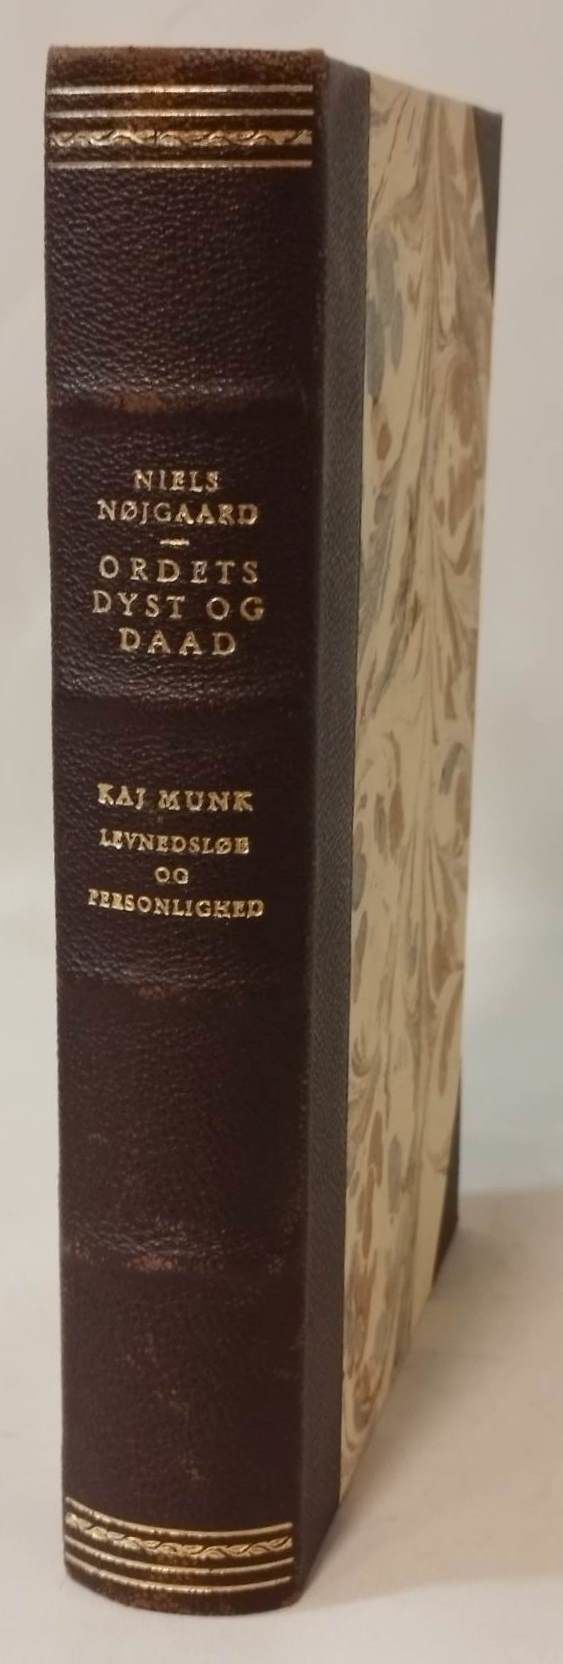 NIELS
NØJGAARD
ORDETS
DYST OG
DAAD
KAJ MUNK
LEVNEDSLØB
OG
PERSONLIGHED